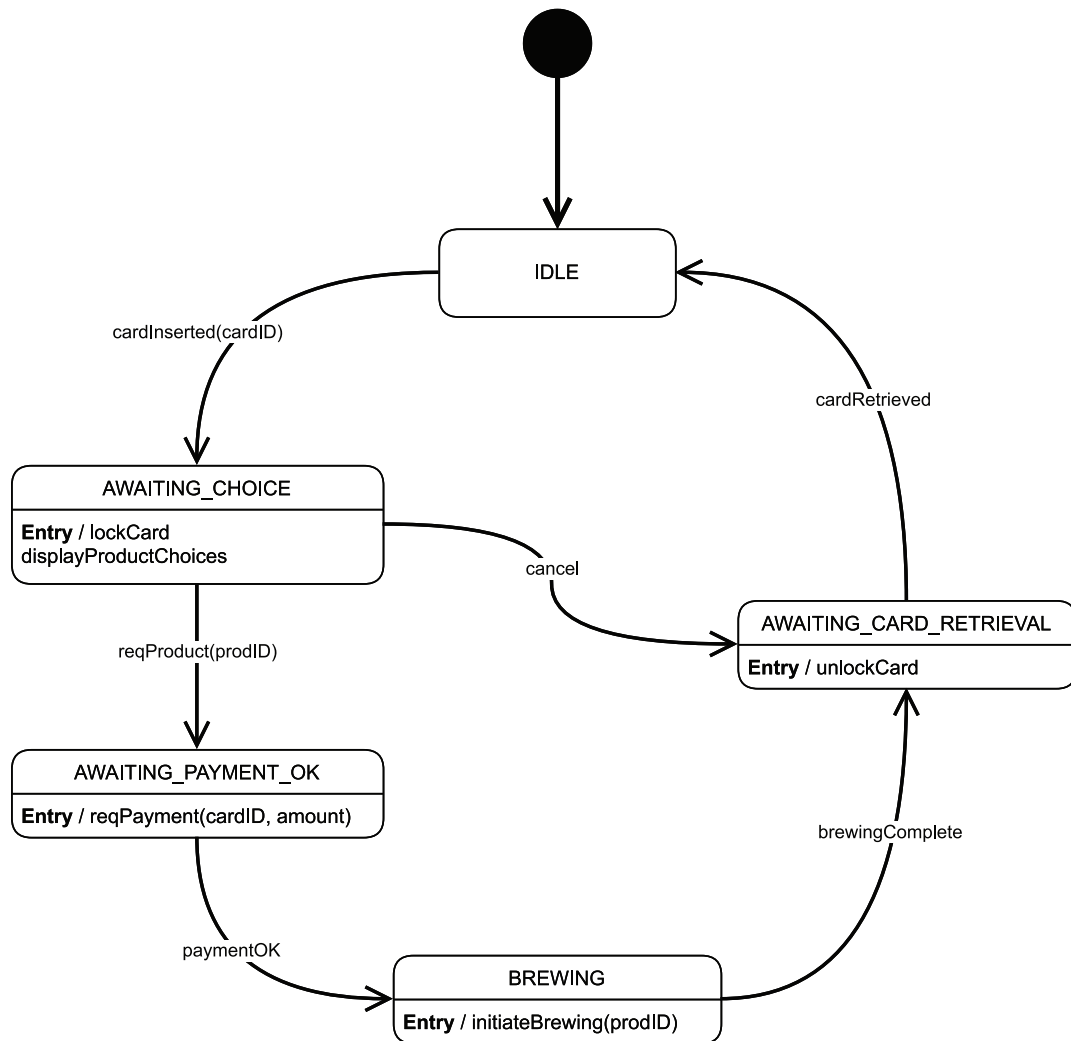 IDLE
cardInserted(cardID)
cardRetrieved
AWAITING_CHOICE
Entry / lockCard
displayProductChoices
cancel
AWAITING_CARD_RETRIEVAL
Entry / unlockCard
reqProduct(prodID)
AWAITING_PAYMENT_OK
Entry / reqPayment(cardID, amount)
brewingComplete
paymentOK
BREWING
Entry / initiateBrewing(prodID)